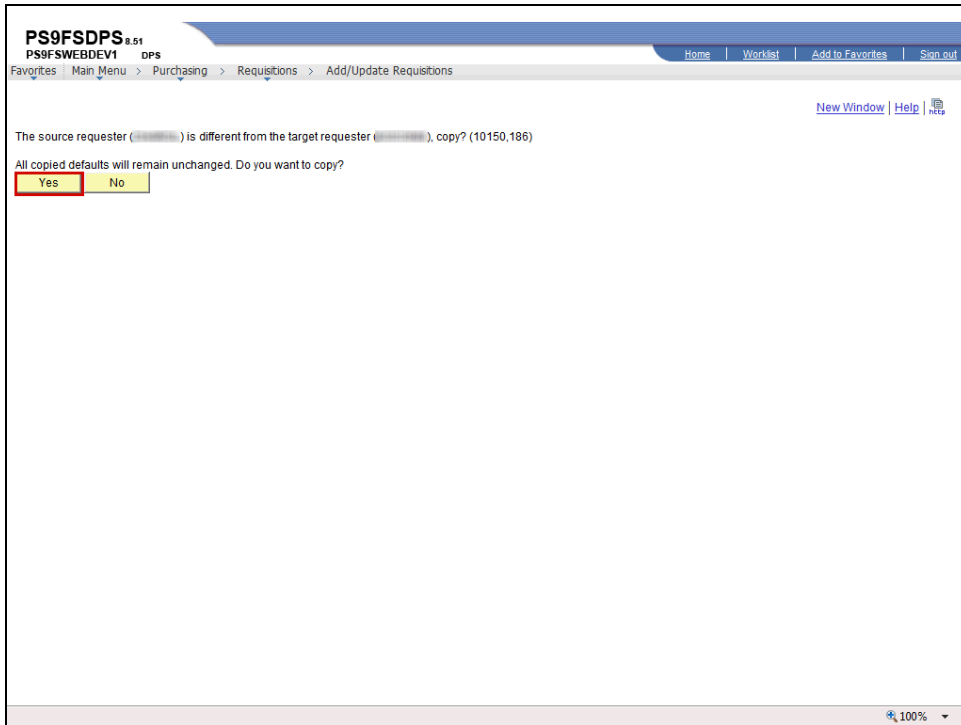 PS9FSDPS 8.51
PS9FSWEBDEV1 DPS
Home | Worklist | Add to Favorites | Sign out
Favorites Main Menu > Purchasing > Requisitions > Add/Update Requisitions
New Window | Help | http
The source requester ( ) is different from the target requester ( ), copy? (10150,186)
All copied defaults will remain unchanged. Do you want to copy?
Yes No
100%